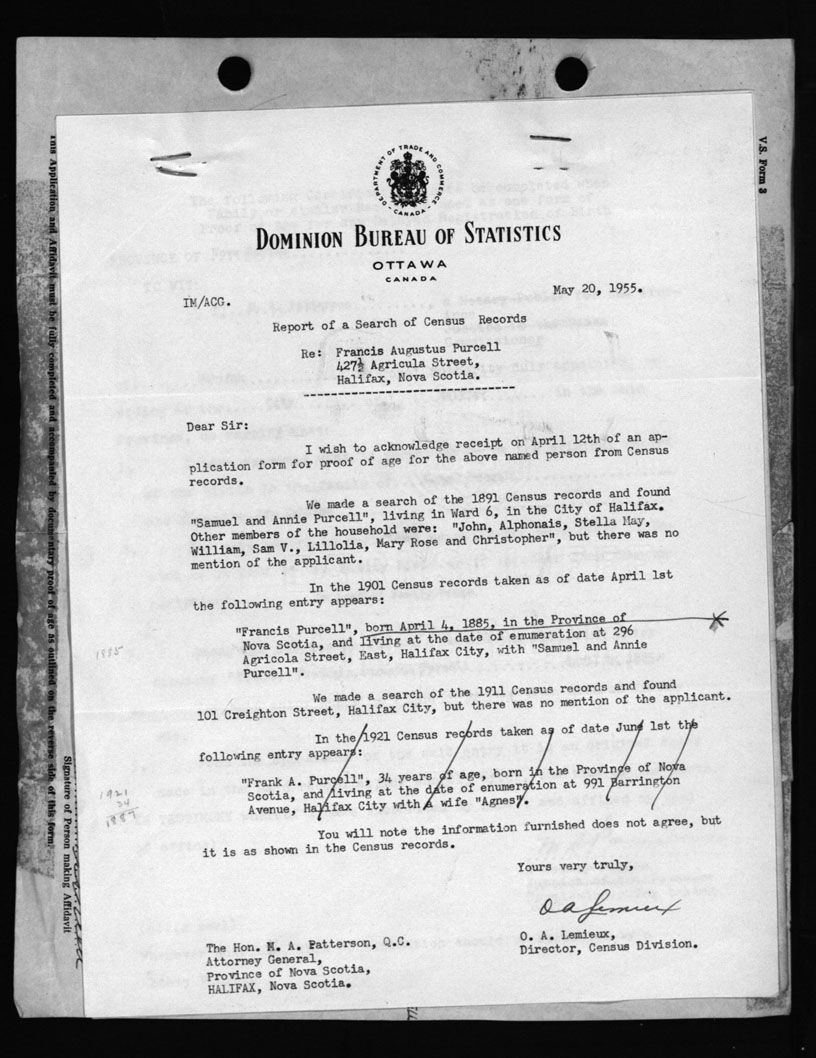 DEPARTMENT OF TRADE AND COMMERCE
CANADA
DOMINION BUREAU OF STATISTICS
OTTAWA
CANADA
IM/ACG.
May 20, 1955.
Report of a Search of Census Records
Re: Francis Augustus Purcell
427½ Agricula Street,
Halifax, Nova Scotia.
Dear Sir:
I wish to acknowledge receipt on April 12th of an ap-
plication form for proof of age for the above named person from Census
records.
We made a search of the 1891 Census records and found
"Samuel and Annie Purcell", living in Ward 6, in the City of Halifax.
Other members of the household were: "John, Alphonais, Stella May,
William, Sam V., Lillolia, Mary Rose and Christopher", but there was no
mention of the applicant.
In the 1901 Census records taken as of date April 1st
the following entry appears:
"Francis Purcell", born April 4, 1885, in the Province of
Nova Scotia, and living at the date of enumeration at 296
Agricola Street, East, Halifax City, with "Samuel and Annie
Purcell".
1885
We made a search of the 1911 Census records and found
101 Creighton Street, Halifax City, but there was no mention of the applicant.
In the 1921 Census records taken as of date June 1st the
following entry appears:
"Frank A. Purcell", 34 years of age, born in the Province of Nova
Scotia, and living at the date of enumeration at 991 Barrington
Avenue, Halifax City with a wife "Agnes".
1921
34
1887
You will note the information furnished does not agree, but
it is as shown in the Census records.
Yours very truly,
O A Lemieux
O. A. Lemieux,
Director, Census Division.
The Hon. M. A. Patterson, Q.C.
Attorney General,
Province of Nova Scotia,
HALIFAX, Nova Scotia.
V.S. Form 3
This Application and Affidavit must be fully completed and accompanied by documentary proof of age as outlined on the reverse side of this form.
Signature of Person making Affidavit